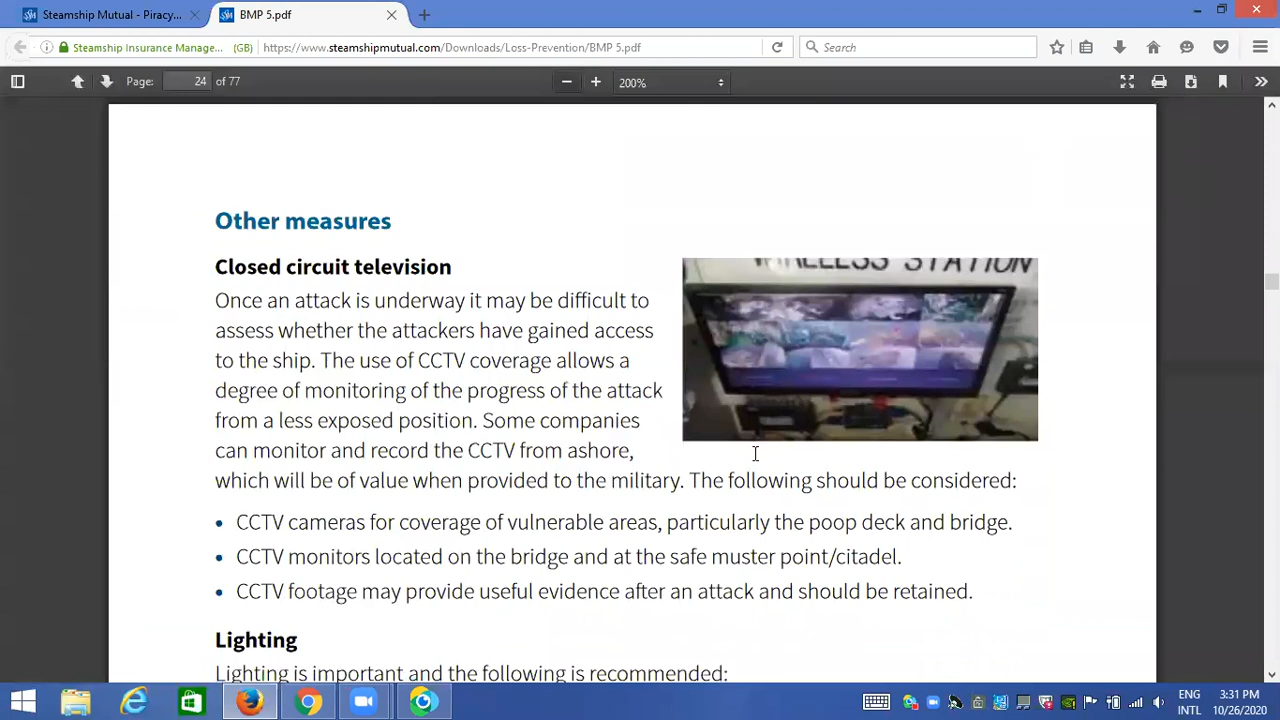 Steamship Mutual - Piracy...
BMP 5.pdf
Steamship Insurance Manage... (GB)
https://www.steamshipmutual.com/Downloads/Loss-Prevention/BMP 5.pdf
Search
Page: 24 of 77
200%
Other measures
Closed circuit television
WIRELESS STATION
Once an attack is underway it may be difficult to
assess whether the attackers have gained access
to the ship. The use of CCTV coverage allows a
degree of monitoring of the progress of the attack
from a less exposed position. Some companies
can monitor and record the CCTV from ashore,
which will be of value when provided to the military. The following should be considered:
• CCTV cameras for coverage of vulnerable areas, particularly the poop deck and bridge.
• CCTV monitors located on the bridge and at the safe muster point/citadel.
• CCTV footage may provide useful evidence after an attack and should be retained.
Lighting
Lighting is important and the following is recommended:
ENG
3:31 PM
INTL
10/26/2020